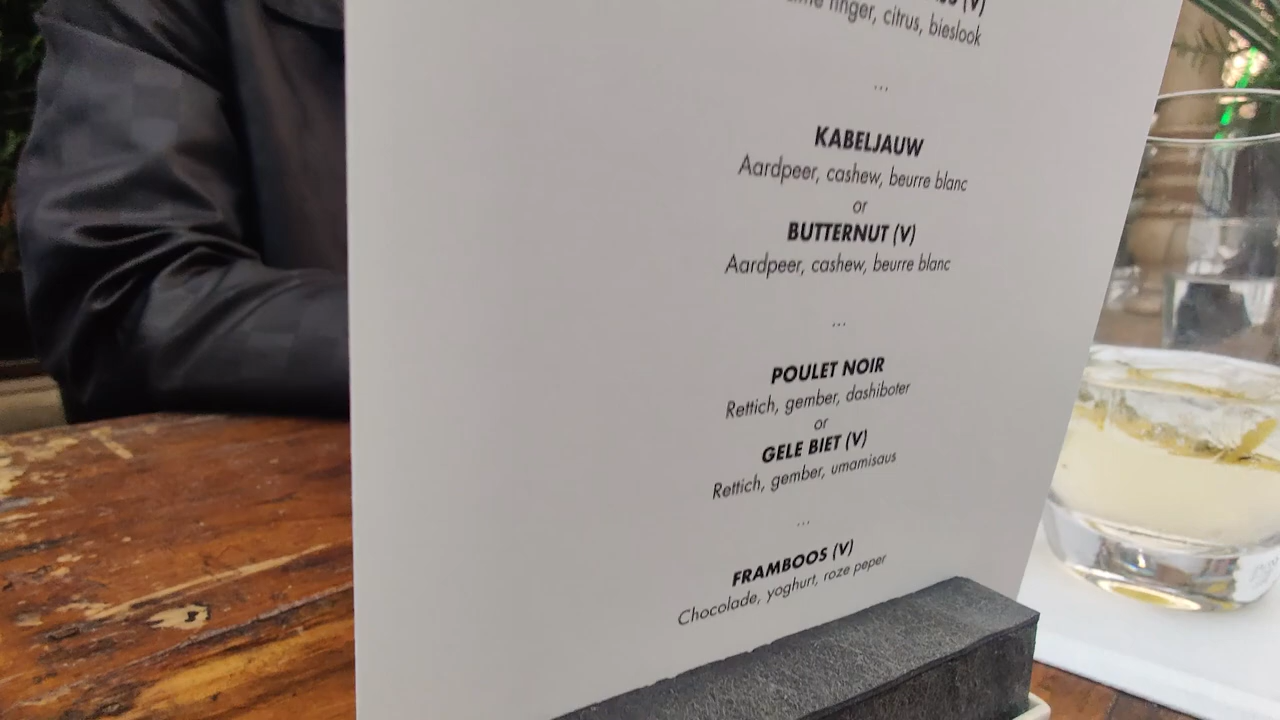 (V)
finger, citrus, bieslook
...
KABELJAUW
Aardpeer, cashew, beurre blanc
or
BUTTERNUT (V)
Aardpeer, cashew, beurre blanc
...
POULET NOIR
Rettich, gember, dashiboter
or
GELE BIET (V)
Rettich, gember, umamisaus
...
FRAMBOOS (V)
Chocolade, yoghurt, roze peper